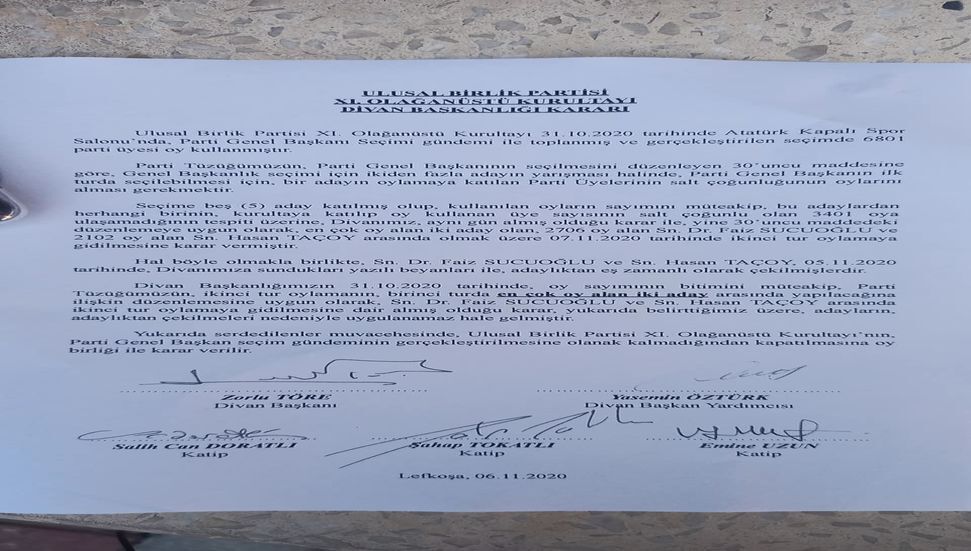 ULUSAL BİRLİK PARTİSİ
XI. OLAĞANÜSTÜ KURULTAYI
DİVAN BAŞKANLIĞI KARARI
Ulusal Birlik Partisi XI. Olağanüstü Kurultayı 31.10.2020 tarihinde Atatürk Kapalı Spor
Salonu'nda, Parti Genel Başkanı Seçimi gündemi ile toplanmış ve gerçekleştirilen seçimde 6801
parti üyesi oy kullanmıştır.
Parti Tüzüğümüzün, Parti Genel Başkanının seçilmesini düzenleyen 30'uncu maddesine
göre, Genel Başkanlık seçimi için ikiden fazla adayın yarışması halinde, Parti Genel Başkanın ilk
turda seçilebilmesi için, bir adayın oylamaya katılan Parti Üyelerinin salt çoğunluğunun oylarını
alması gerekmektir.
Seçime beş (5) aday katılmış olup, kullanılan oyların sayımını müteakip, bu adaylardan
herhangi birinin, kurultaya katılıp oy kullanan üye sayısının salt çoğunlu olan 3401 oya
ulaşamadığının tespiti üzerine, Divanımız, aynı gün almış olduğu karar ile, yine 30'uncu maddedeki
düzenlemeye uygun olarak, en çok oy alan iki aday olan, 2706 oy alan Sn. Dr. Faiz SUCUOĞLU ve
2102 oy alan Sn. Hasan TAÇOY arasında olmak üzere 07.11.2020 tarihinde ikinci tur oylamaya
gidilmesine karar vermiştir.
Hal böyle olmakla birlikte, Sn. Dr. Faiz SUCUOĞLU ve Sn. Hasan TAÇOY, 05.11.2020
tarihinde, Divanımıza sundukları yazılı beyanları ile, adaylıktan eş zamanlı olarak çekilmişlerdir.
Divan Başkanlığımızın 31.10.2020 tarihinde, oy sayımının bitimini müteakip, Parti
Tüzüğümüzün, ikinci tur oylamanın, birinci turda en çok oy alan iki aday arasında yapılacağına
ilişkin düzenlemesine uygun olarak, Sn. Dr. Faiz SUCUOĞLU ve Sn. Hasan TAÇOY arasında
ikinci tur oylamaya gidilmesine dair almış olduğu karar, yukarıda belirttiğimiz üzere, adayların,
adaylıktan çekilmeleri nedeniyle uygulanamaz hale gelmiştir.
Yukarıda serdedilenler muvacehesinde, Ulusal Birlik Partisi XI. Olağanüstü Kurultayı'nın,
Parti Genel Başkan seçim gündeminin gerçekleştirilmesine olanak kalmadığından kapatılmasına oy
birliği ile karar verilir.
Zorlu TÖRE Yasemin ÖZTÜRK
Divan Başkanı Divan Başkan Yardımcısı
Salih Can DORATLI Şahap TOKATLI Emine UZUN
Katip Katip Katip
Lefkoşa, 06.11.2020